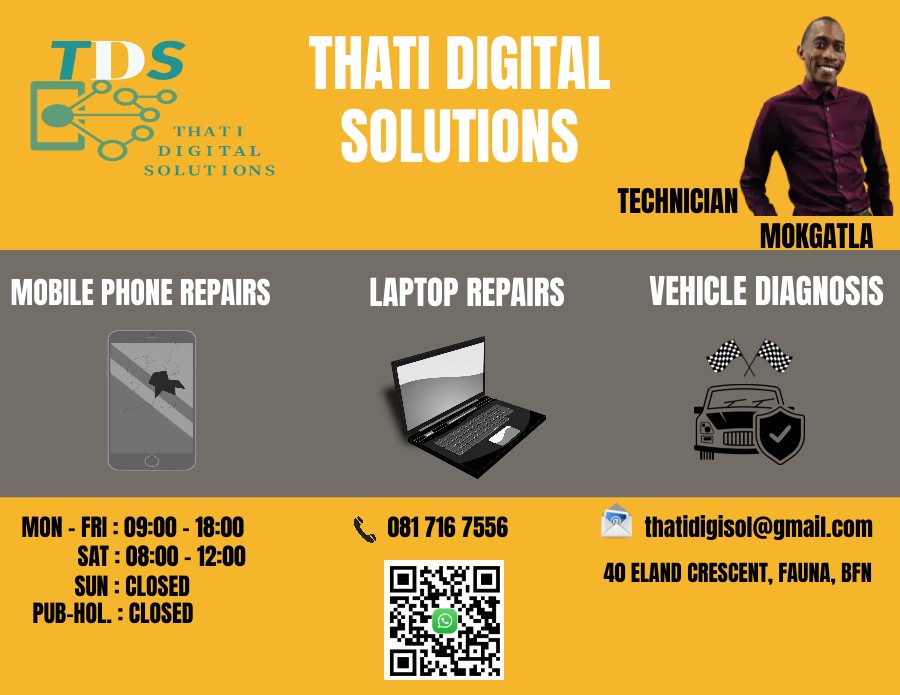 TDS
THATI
DIGITAL
SOLUTIONS
THATI DIGITAL
SOLUTIONS
TECHNICIAN
MOKGATLA
MOBILE PHONE REPAIRS
LAPTOP REPAIRS
VEHICLE DIAGNOSIS
MON - FRI : 09:00 - 18:00
SAT : 08:00 - 12:00
SUN : CLOSED
PUB-HOL. : CLOSED
081 716 7556
thatidigisol@gmail.com
40 ELAND CRESCENT, FAUNA, BFN